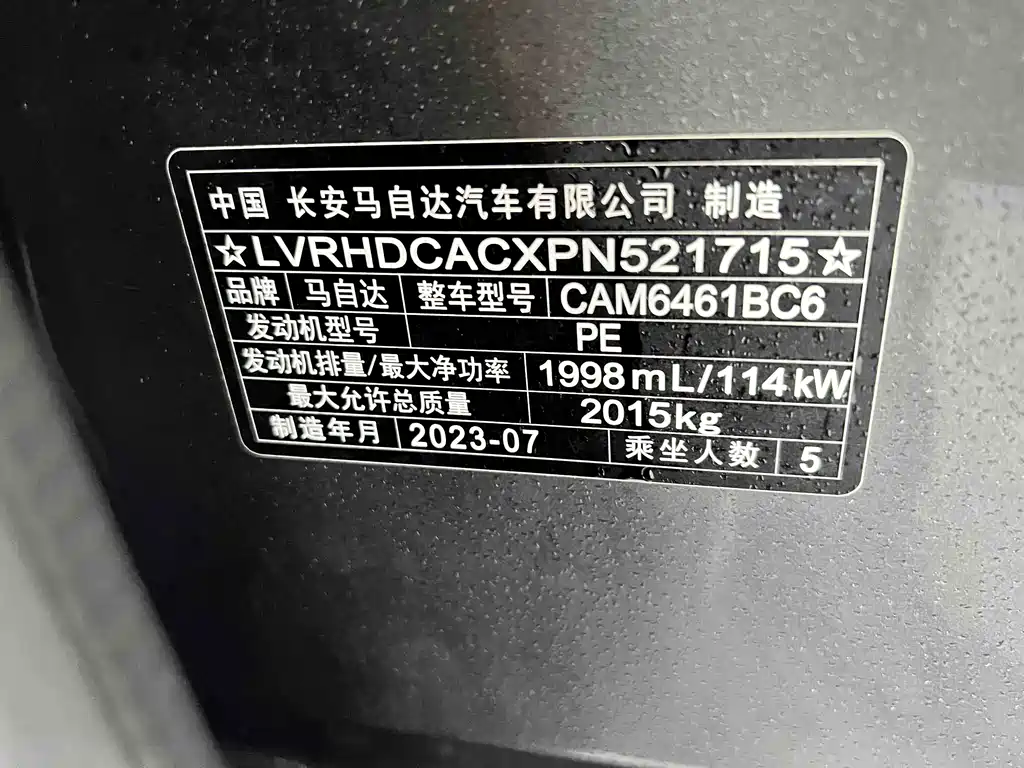 中国 长安马自达汽车有限公司 制造
☆LVRHDCACXPN521715☆
品牌 马自达 整车型号 CAM6461BC6
发动机型号 PE
发动机排量/最大净功率 1998mL/114kW
最大允许总质量 2015kg
制造年月 2023-07 乘坐人数 5